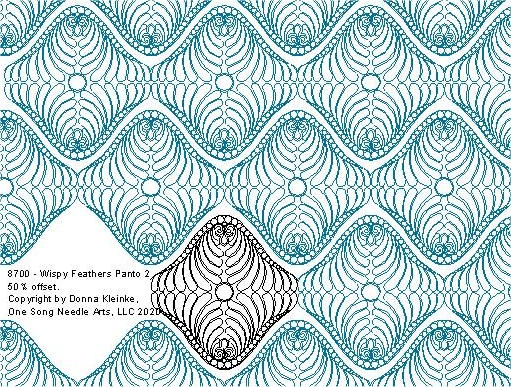 8700 - Wispy Feathers Panto 2
50% offset.
Copyright by Donna Kleinke,
One Song Needle Arts, LLC 2020